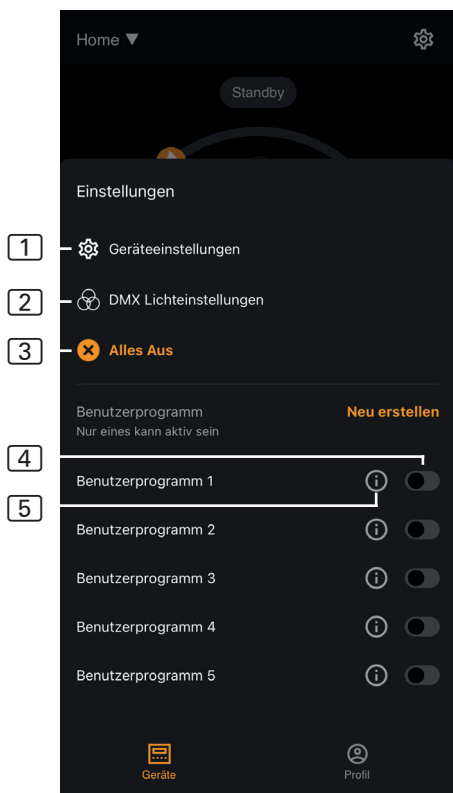 Home ▼
Standby
Einstellungen
1
Geräteeinstellungen
2
DMX Lichteinstellungen
3
Alles Aus
Benutzerprogramm
Neu erstellen
Nur eines kann aktiv sein
4
Benutzerprogramm 1
5
Benutzerprogramm 2
Benutzerprogramm 3
Benutzerprogramm 4
Benutzerprogramm 5
Geräte
Profil